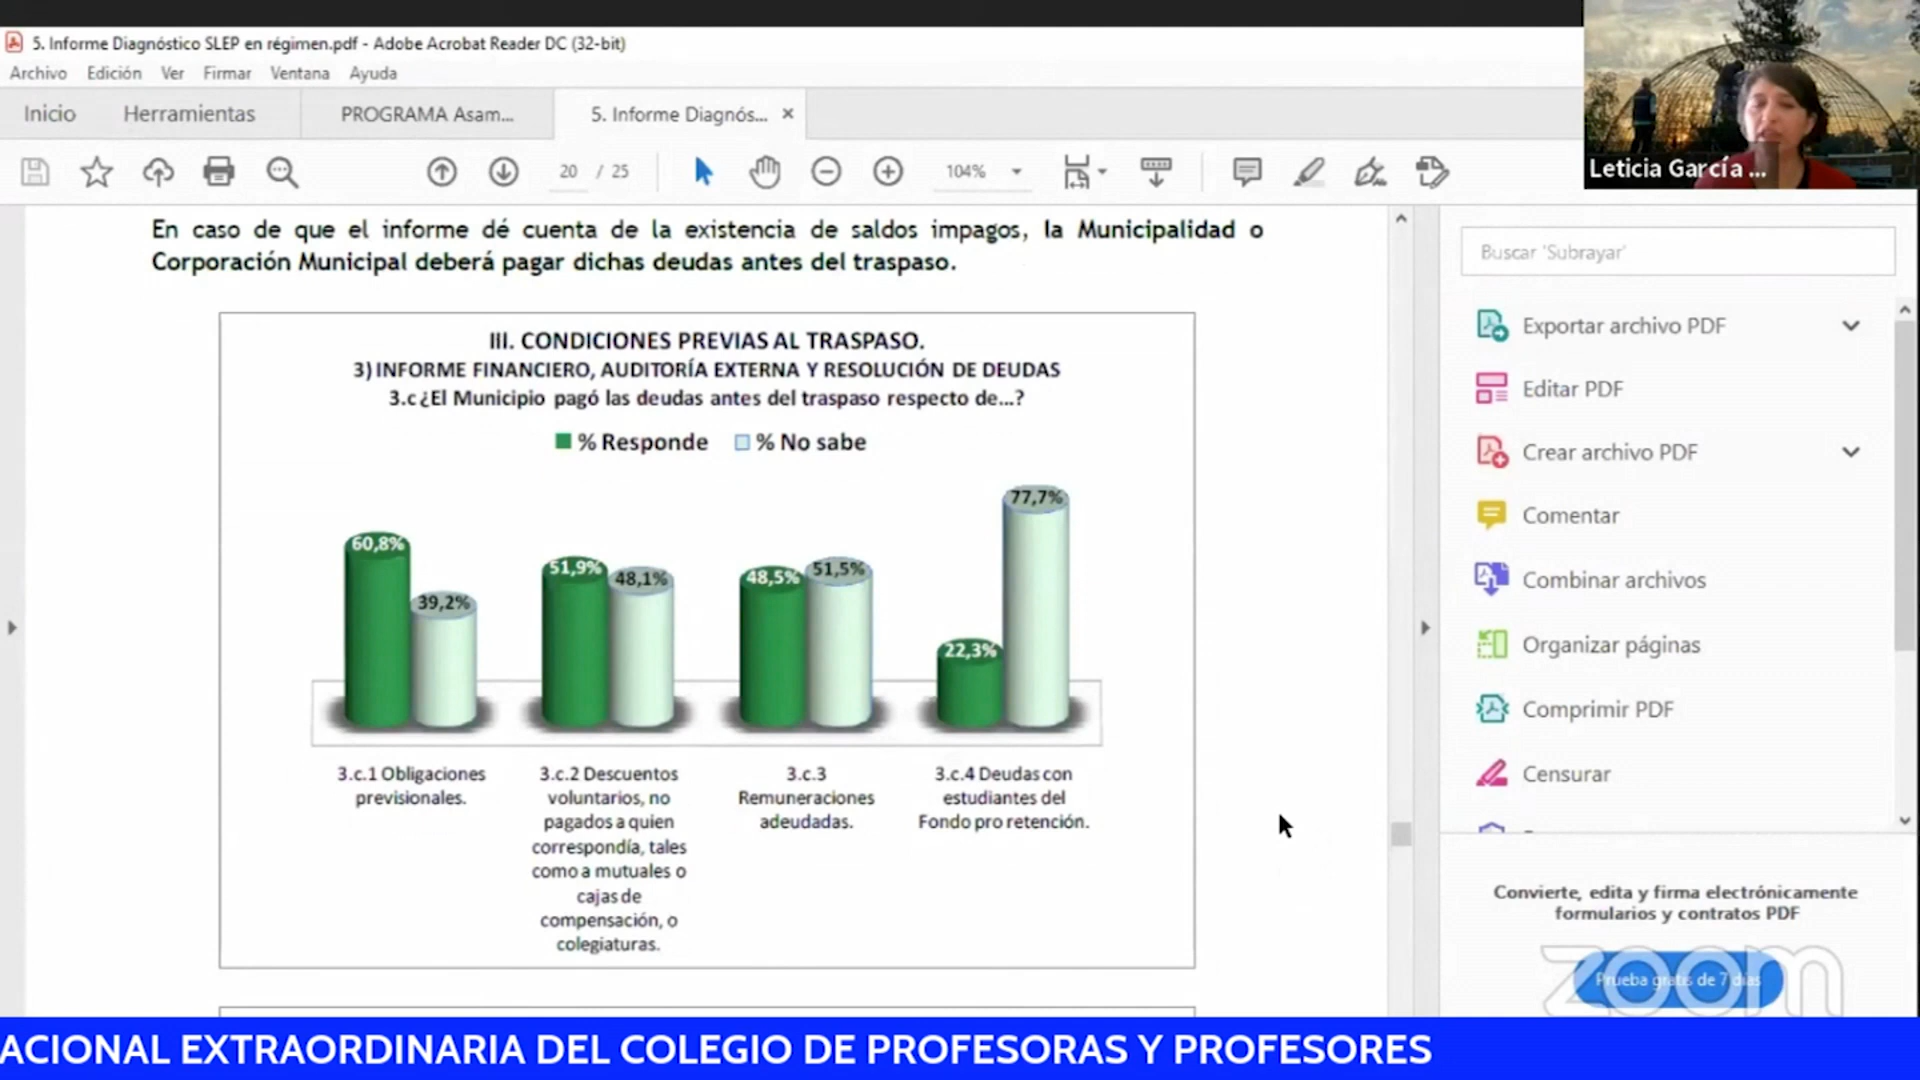 5. Informe Diagnóstico SLEP en régimen.pdf - Adobe Acrobat Reader DC (32-bit)
Archivo Edición Ver Firmar Ventana Ayuda
Inicio Herramientas PROGRAMA Asam... 5. Informe Diagnós... ×
20 / 25 104%
Leticia García ...
En caso de que el informe dé cuenta de la existencia de saldos impagos, la Municipalidad o
Corporación Municipal deberá pagar dichas deudas antes del traspaso.
III. CONDICIONES PREVIAS AL TRASPASO.
3) INFORME FINANCIERO, AUDITORÍA EXTERNA Y RESOLUCIÓN DE DEUDAS
3.c ¿El Municipio pagó las deudas antes del traspaso respecto de...?
% Responde % No sabe
60,8% 39,2% 51,9% 48,1% 48,5% 51,5% 22,3% 77,7%
3.c.1 Obligaciones
previsionales.
3.c.2 Descuentos
voluntarios, no
pagados a quien
correspondía, tales
como a mutuales o
cajas de
compensación, o
colegiaturas.
3.c.3
Remuneraciones
adeudadas.
3.c.4 Deudas con
estudiantes del
Fondo pro retención.
Buscar 'Subrayar'
Exportar archivo PDF
Editar PDF
Crear archivo PDF
Comentar
Combinar archivos
Organizar páginas
Comprimir PDF
Censurar
Convierte, edita y firma electrónicamente
formularios y contratos PDF
Prueba gratis de 7 días
zoom
ACIONAL EXTRAORDINARIA DEL COLEGIO DE PROFESORAS Y PROFESORES